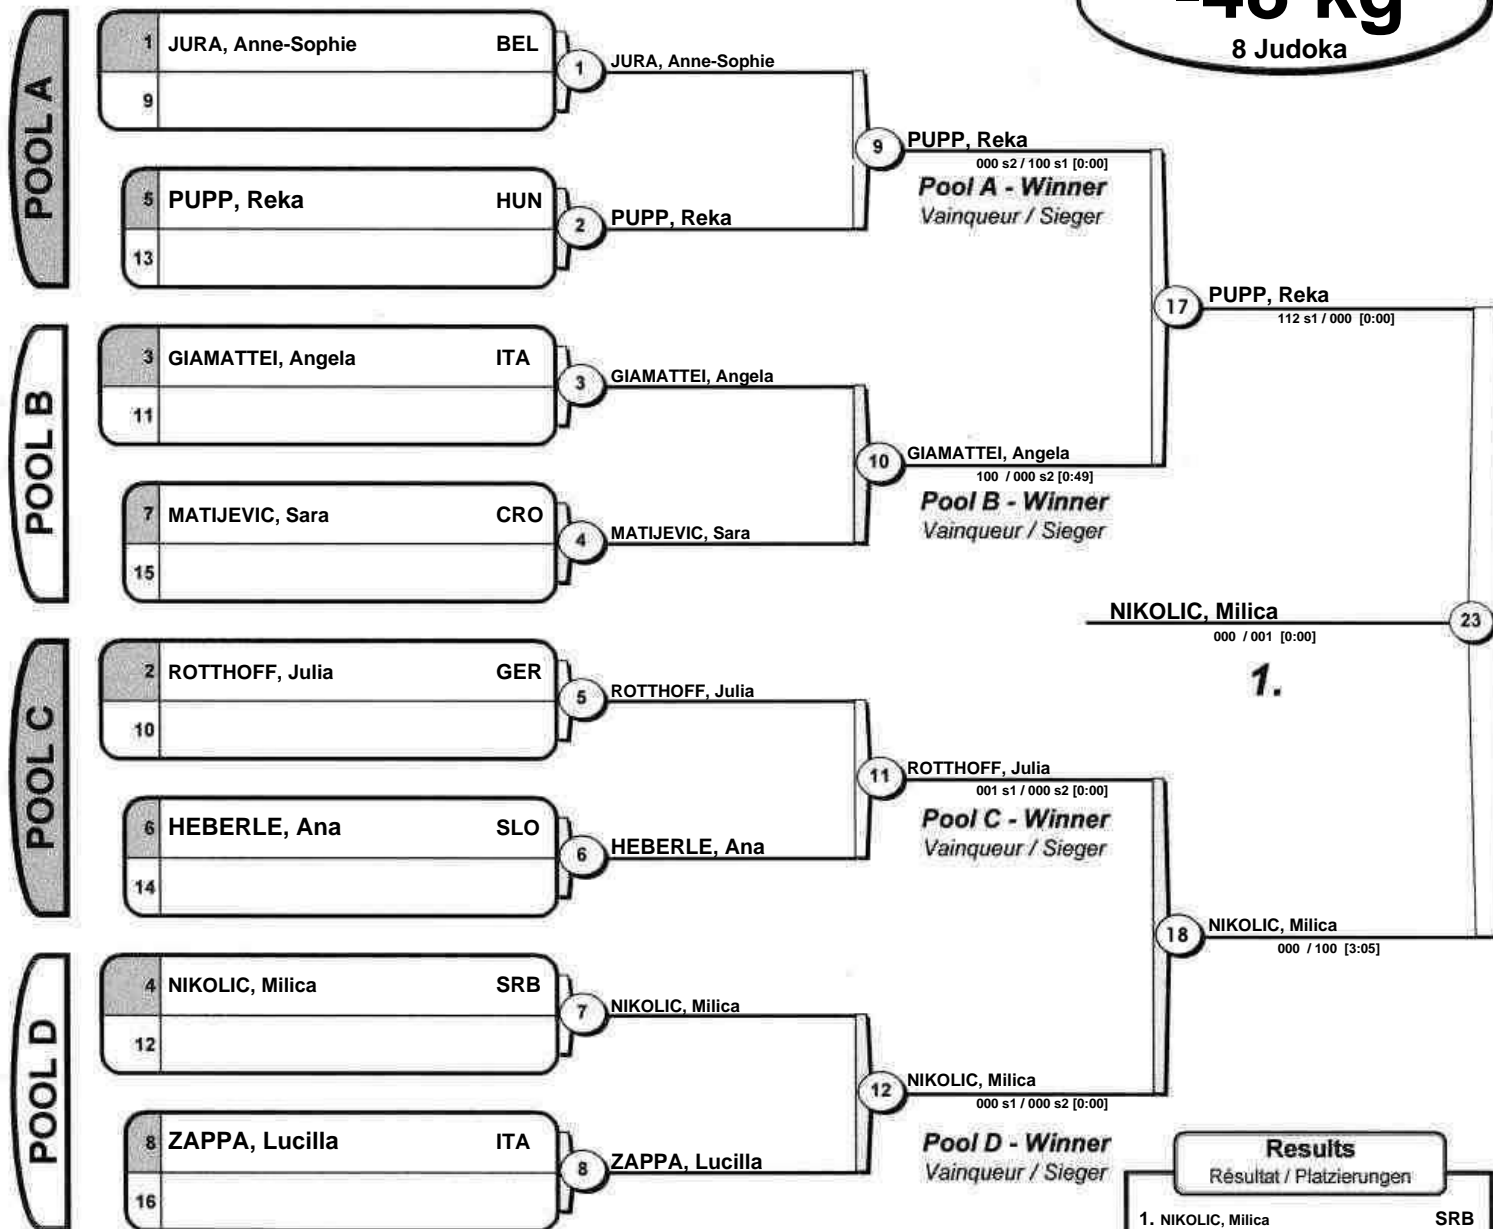 -48 kg
8 Judoka
POOL A
1 JURA, Anne-Sophie BEL
9
1 JURA, Anne-Sophie
5 PUPP, Reka HUN
13
2 PUPP, Reka
9 PUPP, Reka
000 s2 / 100 s1 [0:00]
Pool A - Winner
Vainqueur / Sieger
POOL B
3 GIAMATTEI, Angela ITA
11
3 GIAMATTEI, Angela
7 MATIJEVIC, Sara CRO
15
4 MATIJEVIC, Sara
10 GIAMATTEI, Angela
100 / 000 s2 [0:49]
Pool B - Winner
Vainqueur / Sieger
17 PUPP, Reka
112 s1 / 000 [0:00]
NIKOLIC, Milica 23
000 / 001 [0:00]
1.
POOL C
2 ROTTHOFF, Julia GER
10
5 ROTTHOFF, Julia
6 HEBERLE, Ana SLO
14
6 HEBERLE, Ana
11 ROTTHOFF, Julia
001 s1 / 000 s2 [0:00]
Pool C - Winner
Vainqueur / Sieger
18 NIKOLIC, Milica
000 / 100 [3:05]
POOL D
4 NIKOLIC, Milica SRB
12
7 NIKOLIC, Milica
8 ZAPPA, Lucilla ITA
16
8 ZAPPA, Lucilla
12 NIKOLIC, Milica
000 s1 / 000 s2 [0:00]
Pool D - Winner
Vainqueur / Sieger
Results
Résultat / Platzierungen
1. NIKOLIC, Milica SRB